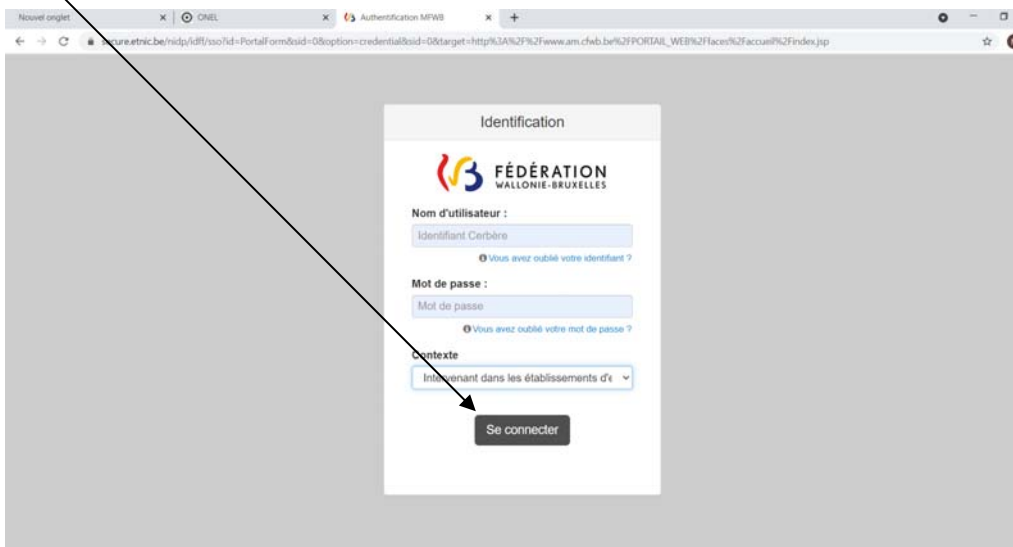 Nouvel onglet × ONEL × Authentification MFWB × +
secure.etnic.be/nidp/idff/sso?id=PortalForm&sid=0&option=credential&sid=0&target=http%3A%2F%2Fwww.am.cfwb.be%2FPORTAIL_WEB%2Ffaces%2Faccueil%2Findex.jsp
Identification
FÉDÉRATION
WALLONIE-BRUXELLES
Nom d'utilisateur :
Identifiant Cerbère
Vous avez oublié votre identifiant ?
Mot de passe :
Mot de passe
Vous avez oublié votre mot de passe ?
Contexte
Intervenant dans les établissements d'e
Se connecter